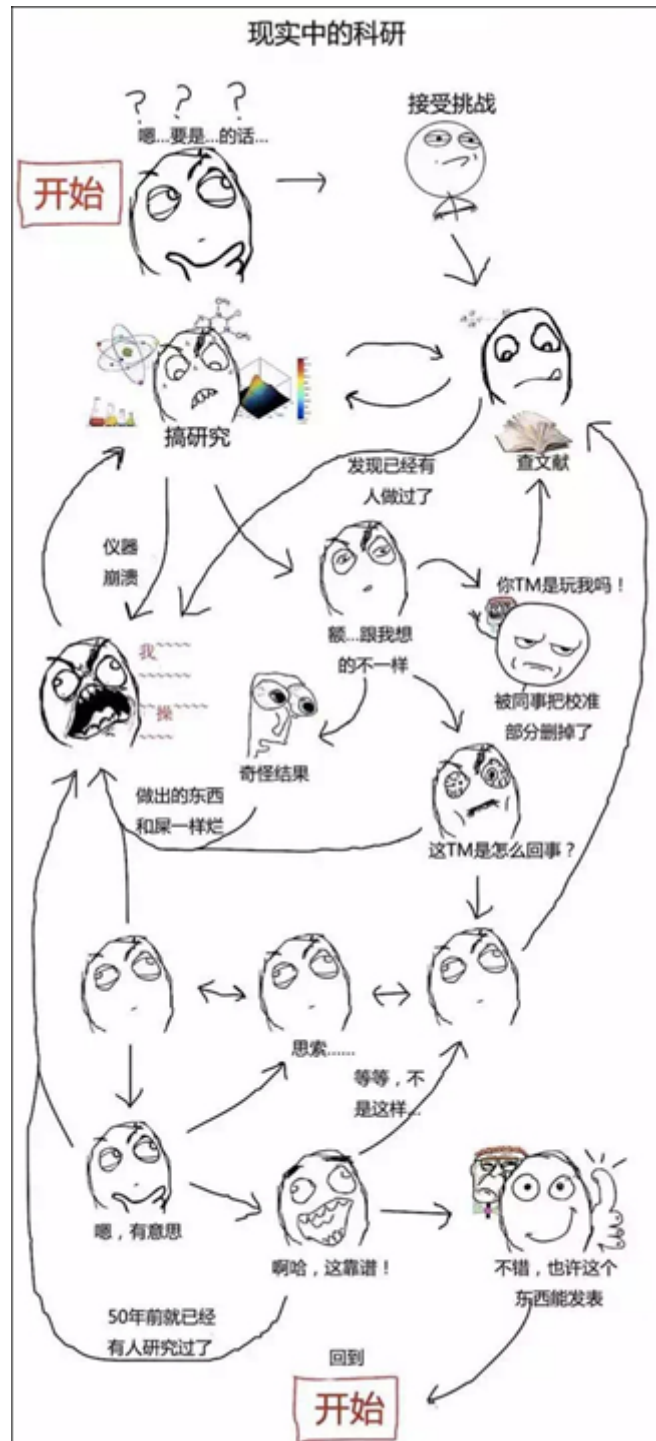 现实中的科研
? ? ?
嗯...要是...的话...
开始
接受挑战
搞研究
查文献
发现已经有
人做过了
仪器
崩溃
你TM是玩我吗！
额...跟我想
的不一样
我
操
被同事把校准
部分删掉了
奇怪结果
做出的东西
和屎一样烂
这TM是怎么回事？
思索......
等等，不
是这样...
嗯，有意思
啊哈，这靠谱！
不错，也许这个
东西能发表
50年前就已经
有人研究过了
回到
开始